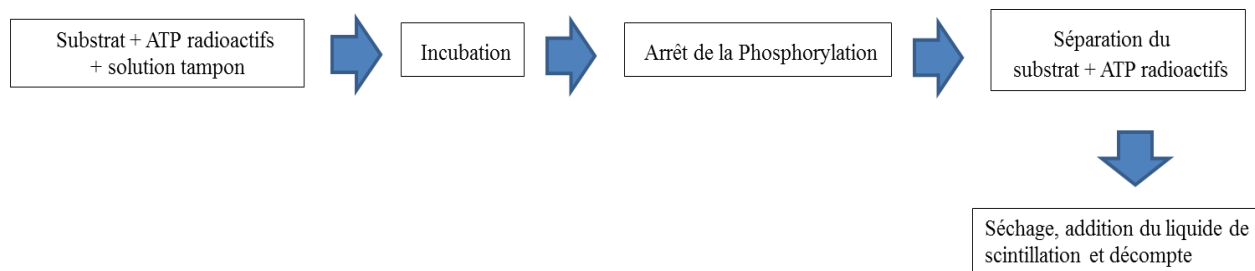 Substrat + ATP radioactifs
+ solution tampon
Incubation
Arrêt de la Phosphorylation
Séparation du
substrat + ATP radioactifs
Séchage, addition du liquide de
scintillation et décompte